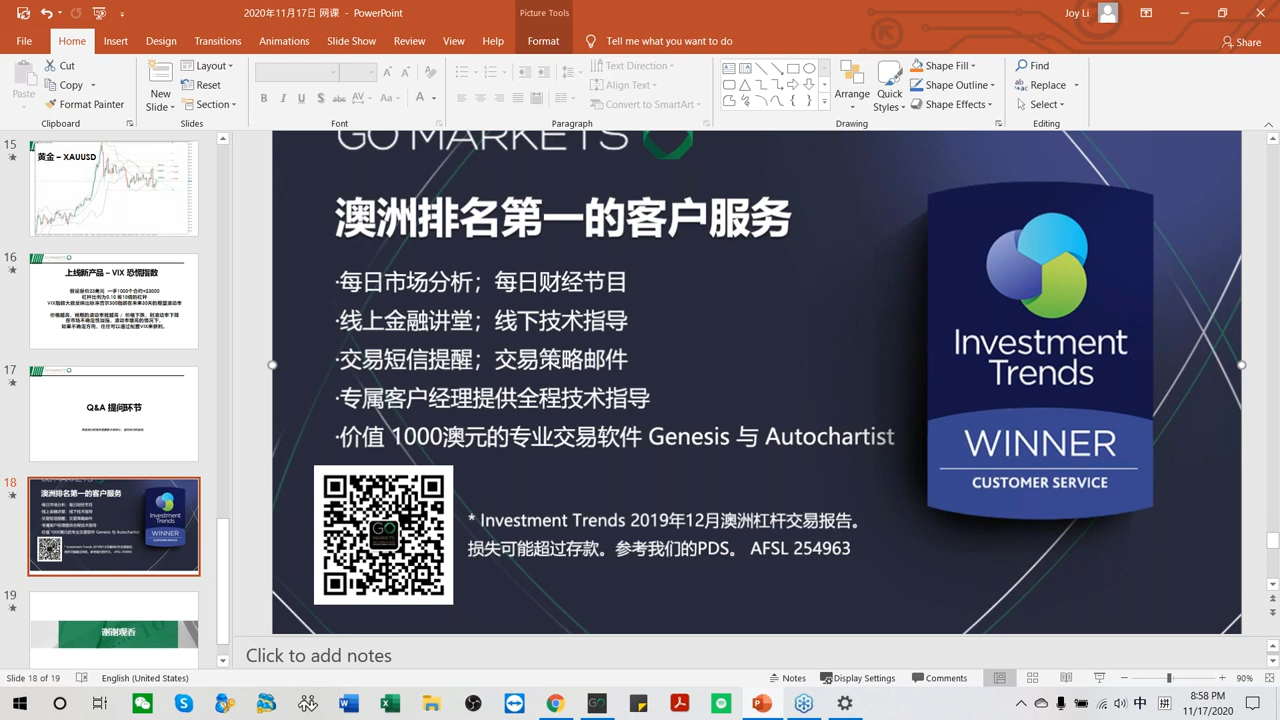 2020年11月17日 网课 - PowerPoint
Picture Tools
Joy Li
File
Home
Insert
Design
Transitions
Animations
Slide Show
Review
View
Help
Format
Tell me what you want to do
Share
Paste
Cut
Copy
Format Painter
Clipboard
New Slide
Layout
Reset
Section
Slides
Font
Text Direction
Align Text
Convert to SmartArt
Paragraph
Arrange
Quick Styles
Shape Fill
Shape Outline
Shape Effects
Drawing
Find
Replace
Select
Editing
15
黄金 – XAUUSD
16
上线新产品 – VIX 恐慌指数
17
Q&A 提问环节
18
澳洲排名第一的客户服务
19
谢谢观看
GO MARKETS
澳洲排名第一的客户服务
·每日市场分析；每日财经节目
·线上金融讲堂；线下技术指导
·交易短信提醒；交易策略邮件
·专属客户经理提供全程技术指导
·价值 1000澳元的专业交易软件 Genesis 与 Autochartist
* Investment Trends 2019年12月澳洲杠杆交易报告。
损失可能超过存款。参考我们的PDS。 AFSL 254963
Investment
Trends
WINNER
CUSTOMER SERVICE
Click to add notes
Slide 18 of 19
English (United States)
Notes
Display Settings
Comments
90%
中
拼
8:58 PM
11/17/2020